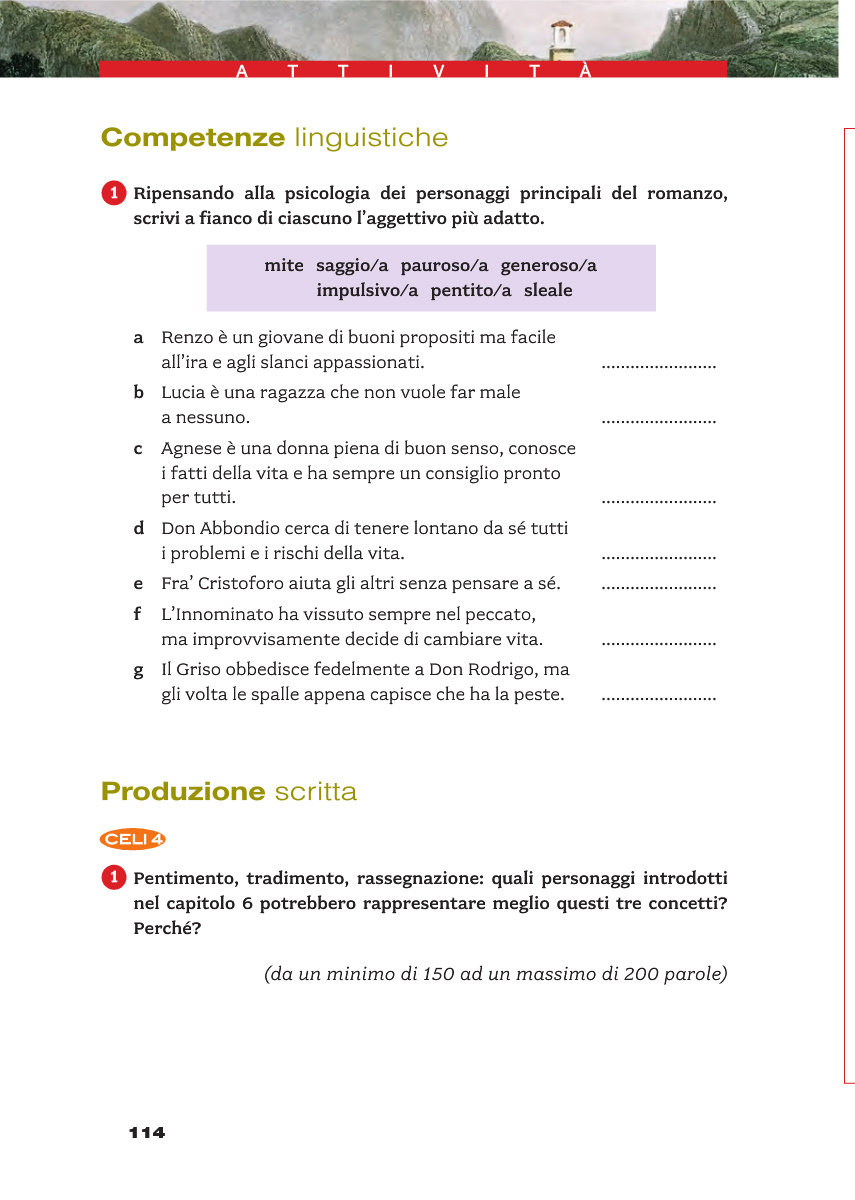 ATTIVITÀ
Competenze linguistiche
1 Ripensando alla psicologia dei personaggi principali del romanzo,
scrivi a fianco di ciascuno l’aggettivo più adatto.
mite saggio/a pauroso/a generoso/a
impulsivo/a pentito/a sleale
a Renzo è un giovane di buoni propositi ma facile
all’ira e agli slanci appassionati. ........................
b Lucia è una ragazza che non vuole far male
a nessuno. ........................
c Agnese è una donna piena di buon senso, conosce
i fatti della vita e ha sempre un consiglio pronto
per tutti. ........................
d Don Abbondio cerca di tenere lontano da sé tutti
i problemi e i rischi della vita. ........................
e Fra’ Cristoforo aiuta gli altri senza pensare a sé. ........................
f L’Innominato ha vissuto sempre nel peccato,
ma improvvisamente decide di cambiare vita. ........................
g Il Griso obbedisce fedelmente a Don Rodrigo, ma
gli volta le spalle appena capisce che ha la peste. ........................
Produzione scritta
CELI 4
1 Pentimento, tradimento, rassegnazione: quali personaggi introdotti
nel capitolo 6 potrebbero rappresentare meglio questi tre concetti?
Perché?
(da un minimo di 150 ad un massimo di 200 parole)
114